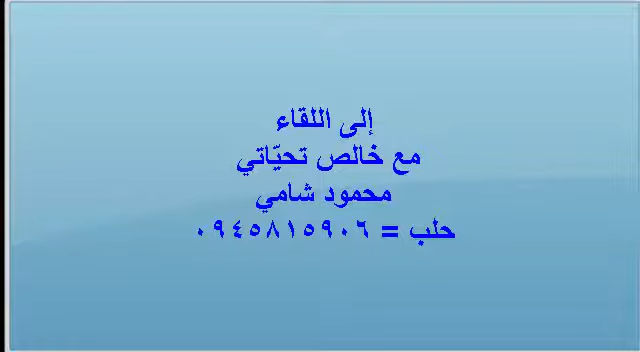 إلى اللقاء
مع خالص تحيّاتي
محمود شامي
حلب = ٠٩٤٥٨١٥٩٠٦